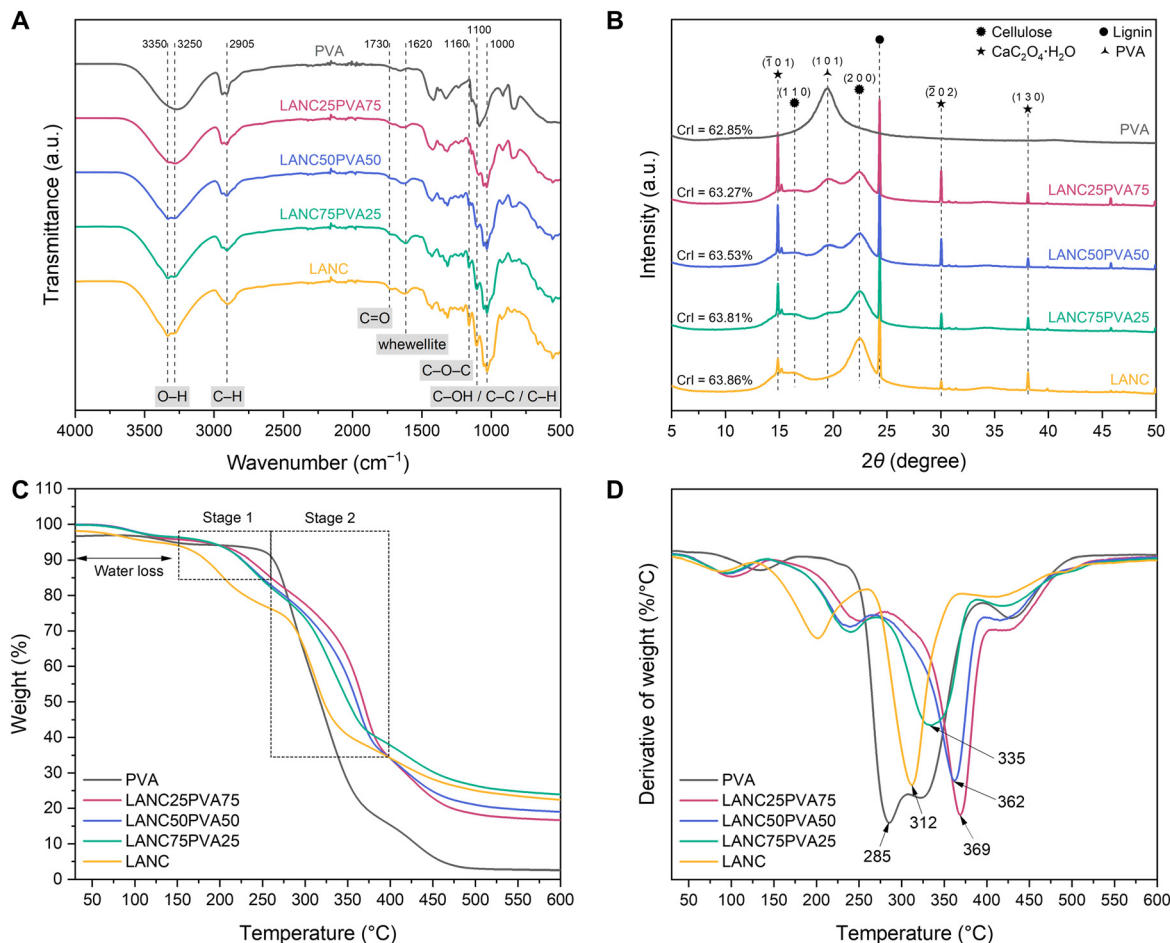 A
3350
3250
2905
1730
1620
1160
1100
1000
PVA
LANC25PVA75
LANC50PVA50
LANC75PVA25
LANC
C=O
whewellite
C–O–C
O–H
C–H
C–OH / C–C / C–H
Transmittance (a.u.)
4000 3500 3000 2500 2000 1500 1000 500
Wavenumber (cm⁻¹)
B
Cellulose
Lignin
CaC₂O₄·H₂O
PVA
(1̅ 0 1)
(1 1 0)
(1 0 1)
(2 0 0)
(2̅ 0 2)
(1 3 0)
CrI = 62.85%
PVA
CrI = 63.27%
LANC25PVA75
CrI = 63.53%
LANC50PVA50
CrI = 63.81%
LANC75PVA25
CrI = 63.86%
LANC
Intensity (a.u.)
5 10 15 20 25 30 35 40 45 50
2θ (degree)
C
110
100
90
80
70
60
50
40
30
20
10
0
Weight (%)
Stage 1
Stage 2
Water loss
PVA
LANC25PVA75
LANC50PVA50
LANC75PVA25
LANC
50 100 150 200 250 300 350 400 450 500 550 600
Temperature (°C)
D
Derivative of weight (%/°C)
335
362
312
369
285
PVA
LANC25PVA75
LANC50PVA50
LANC75PVA25
LANC
50 100 150 200 250 300 350 400 450 500 550 600
Temperature (°C)